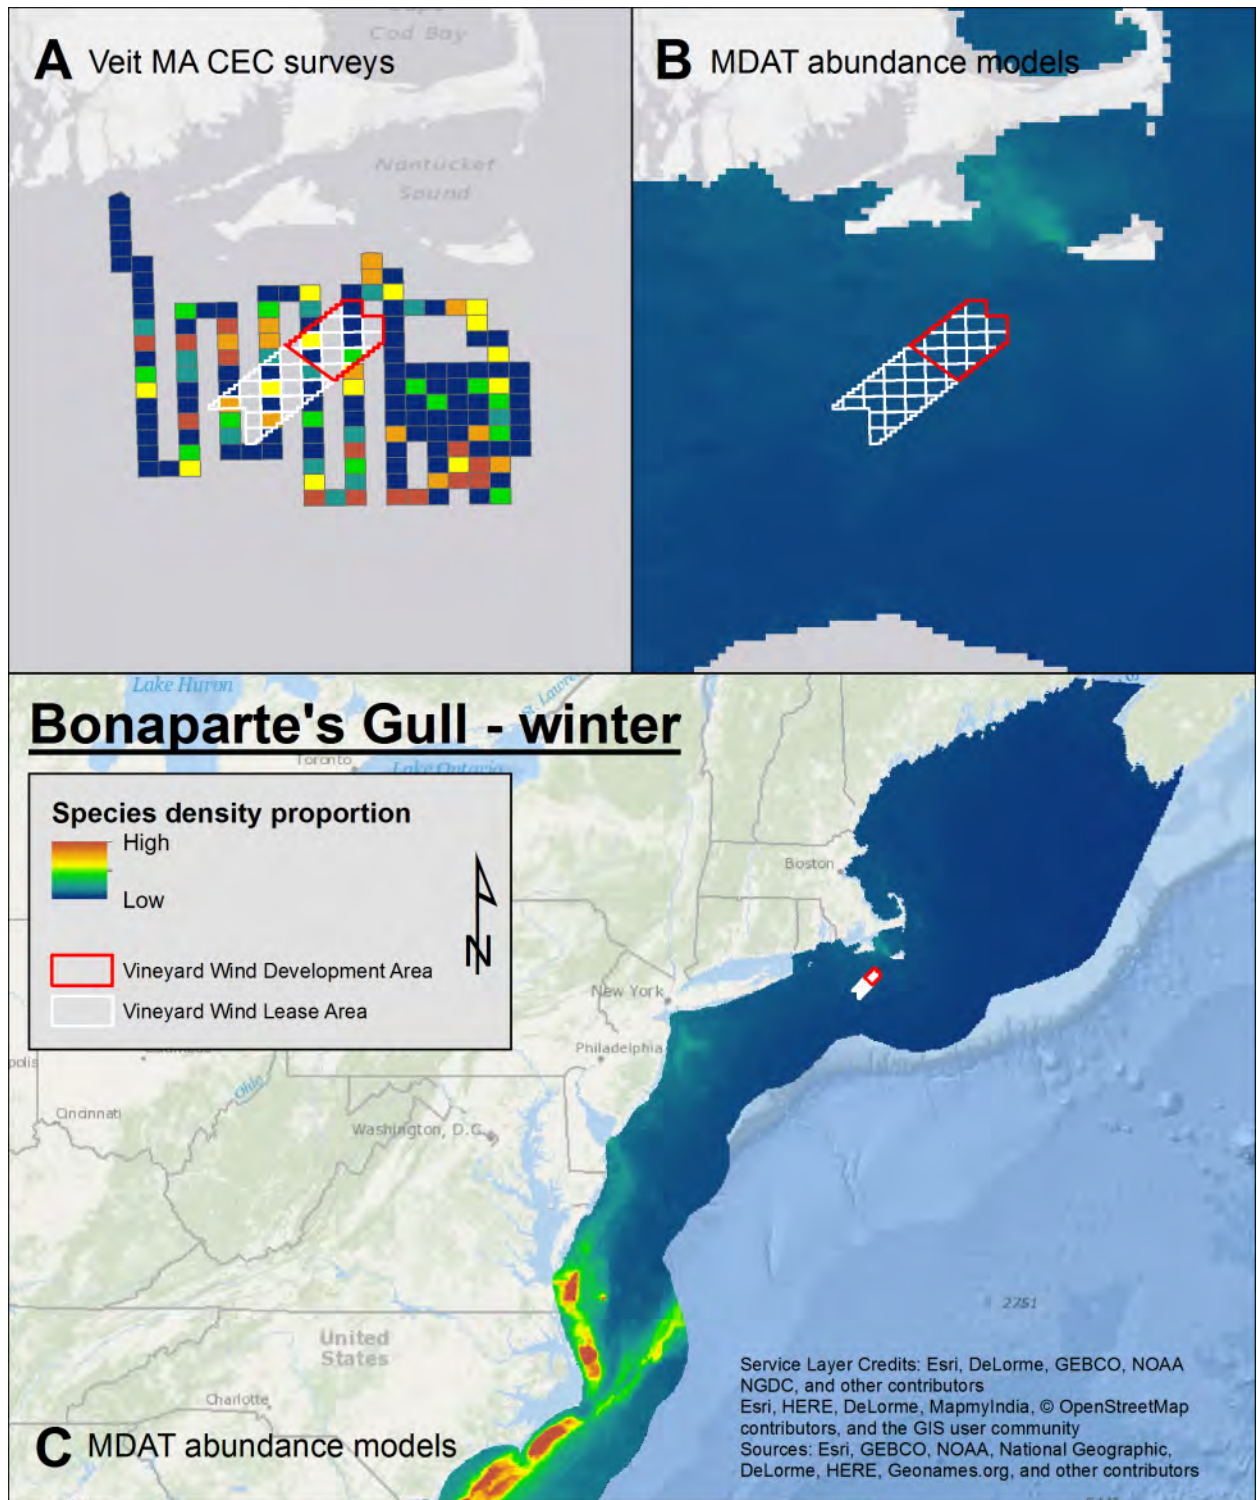 A Veit MA CEC surveys
Cod Bay
Nantucket
Sound
B MDAT abundance models
Lake Huron
St. Lawre
Bonaparte's Gull - winter
Toronto
Lake Ontario
Species density proportion
High
Low
N
Vineyard Wind Development Area
Vineyard Wind Lease Area
Boston
New York
Philadelphia
polis
Columbus
Ohio
Cincinnati
Washington, D.C.
2751
United
States
Charlotte
C MDAT abundance models
Service Layer Credits: Esri, DeLorme, GEBCO, NOAA
NGDC, and other contributors
Esri, HERE, DeLorme, MapmyIndia, © OpenStreetMap
contributors, and the GIS user community
Sources: Esri, GEBCO, NOAA, National Geographic,
DeLorme, HERE, Geonames.org, and other contributors